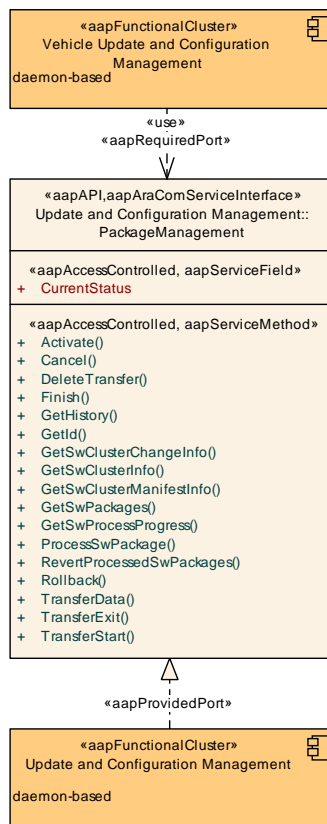 «aapFunctionalCluster»
Vehicle Update and Configuration
Management
daemon-based
«use»
«aapRequiredPort»
«aapAPI,aapAraComServiceInterface»
Update and Configuration Management::
PackageManagement
«aapAccessControlled, aapServiceField»
+ CurrentStatus
«aapAccessControlled, aapServiceMethod»
+ Activate()
+ Cancel()
+ DeleteTransfer()
+ Finish()
+ GetHistory()
+ GetId()
+ GetSwClusterChangeInfo()
+ GetSwClusterInfo()
+ GetSwClusterManifestInfo()
+ GetSwPackages()
+ GetSwProcessProgress()
+ ProcessSwPackage()
+ RevertProcessedSwPackages()
+ Rollback()
+ TransferData()
+ TransferExit()
+ TransferStart()
«aapProvidedPort»
«aapFunctionalCluster»
Update and Configuration Management
daemon-based